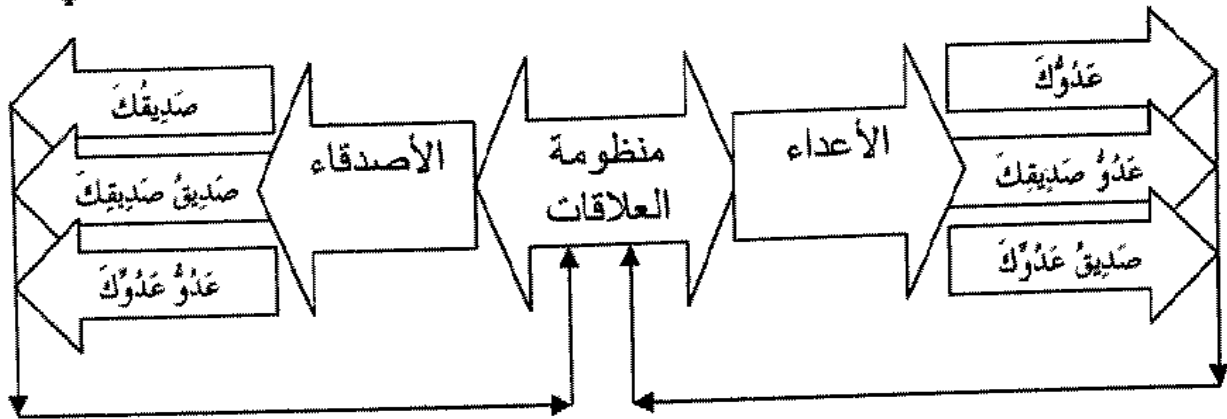 عَدُوُّكَ
عَدُوُّ صَدِيقِكَ
صَدِيقُ عَدُوِّكَ
الأعداء
منظومة
العلاقات
الأصدقاء
صَدِيقُكَ
صَدِيقُ صَدِيقِكَ
عَدُوُّ عَدُوِّكَ